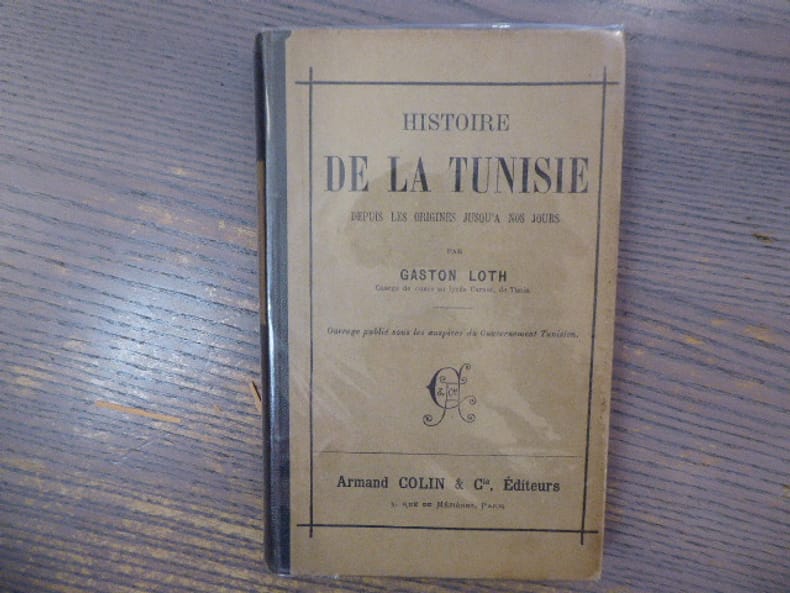 HISTOIRE
DE LA TUNISIE
DEPUIS LES ORIGINES JUSQU'A NOS JOURS
PAR
GASTON LOTH
Chargé de cours au lycée Carnot, de Tunis
Ouvrage publié sous les auspices du Gouvernement Tunisien.
& Cie
Armand COLIN & Cie, Éditeurs
5, RUE DE MÉZIÈRES, PARIS